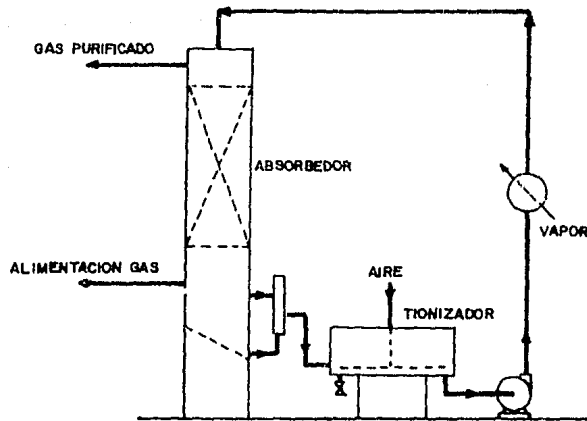 GAS PURIFICADO
ABSORBEDOR
VAPOR
ALIMENTACION GAS
AIRE
TIONIZADOR